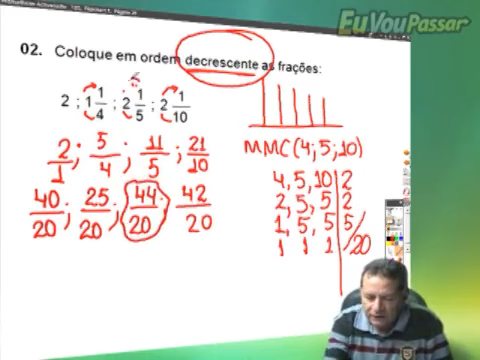 EuVouPassar
02. Coloque em ordem decrescente as frações:
2 ; 1 1/4 ; 2 1/5 ; 2 1/10
2/1 ; 5/4 ; 11/5 ; 21/10
40/20 ; 25/20 ; 44/20 ; 42/20
MMC (4; 5; 10)
4, 5, 10 | 2
2, 5, 5 | 2
1, 5, 5 | 5
1 1 1 | 20